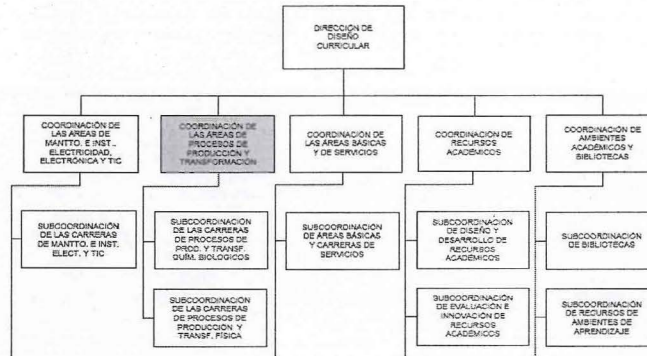 DIRECCIÓN DE
DISEÑO
CURRICULAR
COORDINACIÓN DE
LAS ÁREAS DE
MANTTO. E INST.,
ELECTRICIDAD,
ELECTRÓNICA Y TIC
COORDINACIÓN DE
LAS ÁREAS DE
PROCESOS DE
PRODUCCIÓN Y
TRANSFORMACIÓN
COORDINACIÓN DE
LAS ÁREAS BÁSICAS
Y DE SERVICIOS
COORDINACIÓN DE
RECURSOS
ACADÉMICOS
COORDINACIÓN DE
AMBIENTES
ACADÉMICOS Y
BIBLIOTECAS
SUBCOORDINACIÓN
DE LAS CARRERAS
DE MANTTO. E INST.
ELECT. Y TIC
SUBCOORDINACIÓN
DE LAS CARRERAS
DE PROCESOS DE
PROD. Y TRANSF.
QUÍM. BIOLOGICOS
SUBCOORDINACIÓN
DE ÁREAS BÁSICAS
Y CARRERAS DE
SERVICIOS
SUBCOORDINACIÓN
DE DISEÑO Y
DESARROLLO DE
RECURSOS
ACADÉMICOS
SUBCOORDINACIÓN
DE BIBLIOTECAS
SUBCOORDINACIÓN
DE LAS CARRERAS
DE PROCESOS DE
PRODUCCIÓN Y
TRANSF. FÍSICA
SUBCOORDINACIÓN
DE EVALUACIÓN E
INNOVACIÓN DE
RECURSOS
ACADÉMICOS
SUBCOORDINACIÓN
DE RECURSOS DE
AMBIENTES DE
APRENDIZAJE